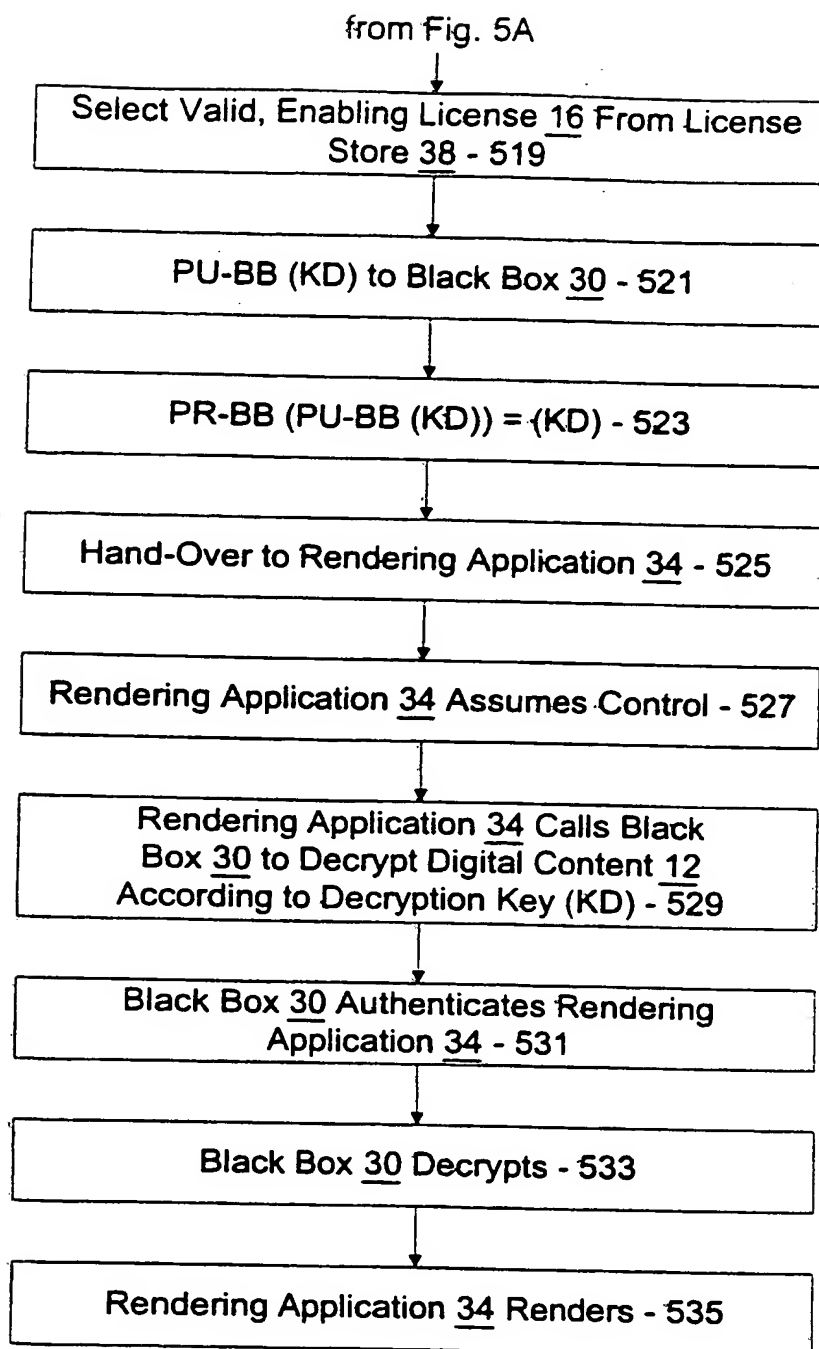 from Fig. 5A
Select Valid, Enabling License 16 From License
Store 38 - 519
PU-BB (KD) to Black Box 30 - 521
PR-BB (PU-BB (KD)) = (KD) - 523
Hand-Over to Rendering Application 34 - 525
Rendering Application 34 Assumes Control - 527
Rendering Application 34 Calls Black
Box 30 to Decrypt Digital Content 12
According to Decryption Key (KD) - 529
Black Box 30 Authenticates Rendering
Application 34 - 531
Black Box 30 Decrypts - 533
Rendering Application 34 Renders - 535